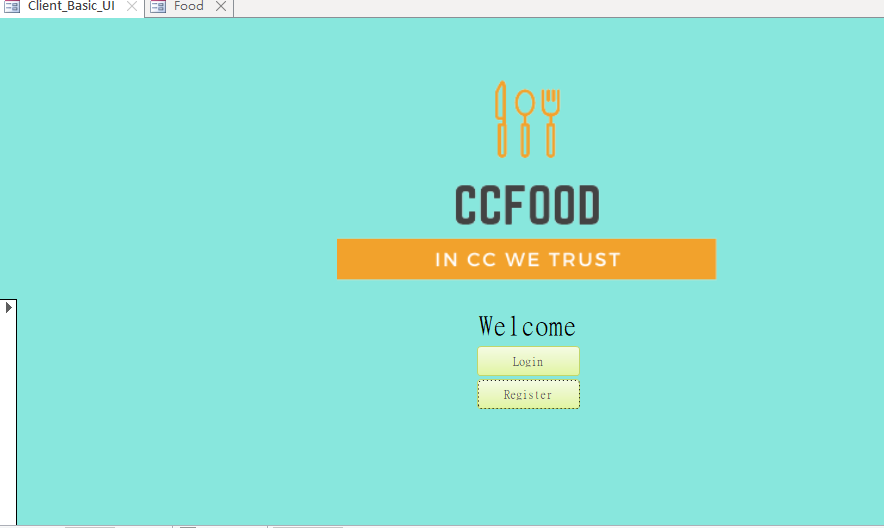 Client_Basic_UI
Food
CCFOOD
IN CC WE TRUST
Welcome
Login
Register